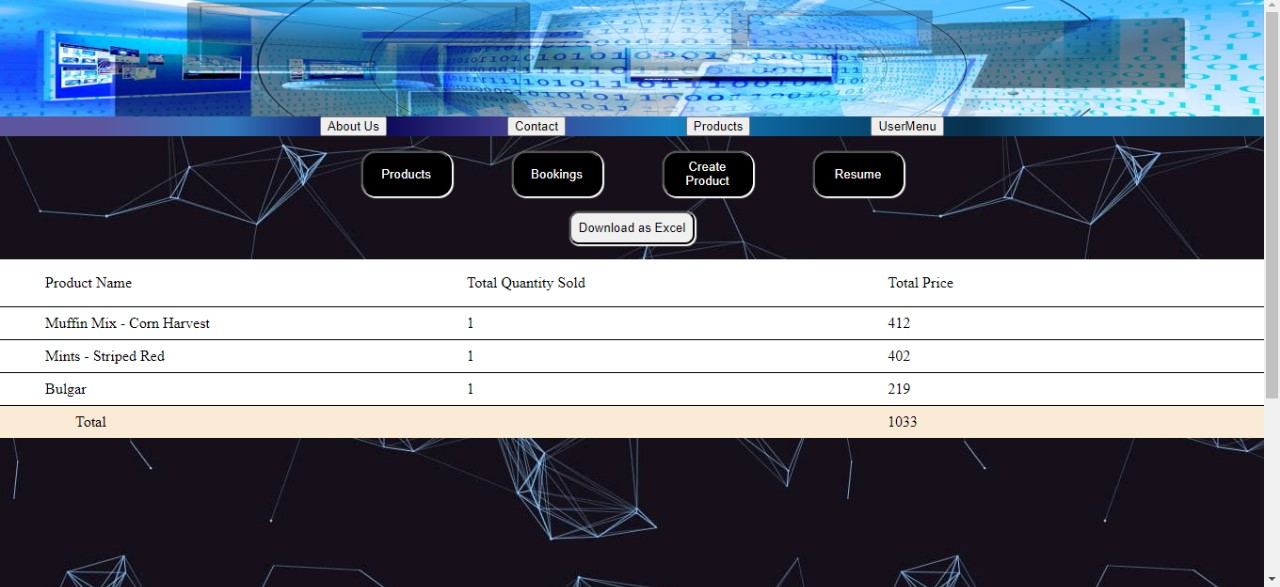 About Us Contact Products UserMenu
Products Bookings Create Product Resume
Download as Excel
Product Name Total Quantity Sold Total Price
Muffin Mix - Corn Harvest 1 412
Mints - Striped Red 1 402
Bulgar 1 219
Total 1033